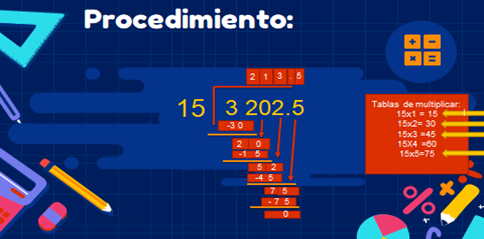 Procedimiento:
2 1 3 . 5
15 3 202.5
-3 0
2 0
-1 5
5 2
-4 5
7 5
- 7 5
0
Tablas de multiplicar:
15x1 = 15
15x2= 30
15x3 =45
15X4 =60
15x5=75